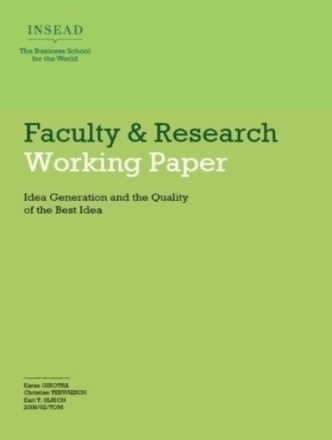 INSEAD
The Business School
for the World
Faculty & Research
Working Paper
Idea Generation and the Quality
of the Best Idea
Karan GIROTRA
Christian TERWIESCH
Karl T. ULRICH
2008/02/TOM